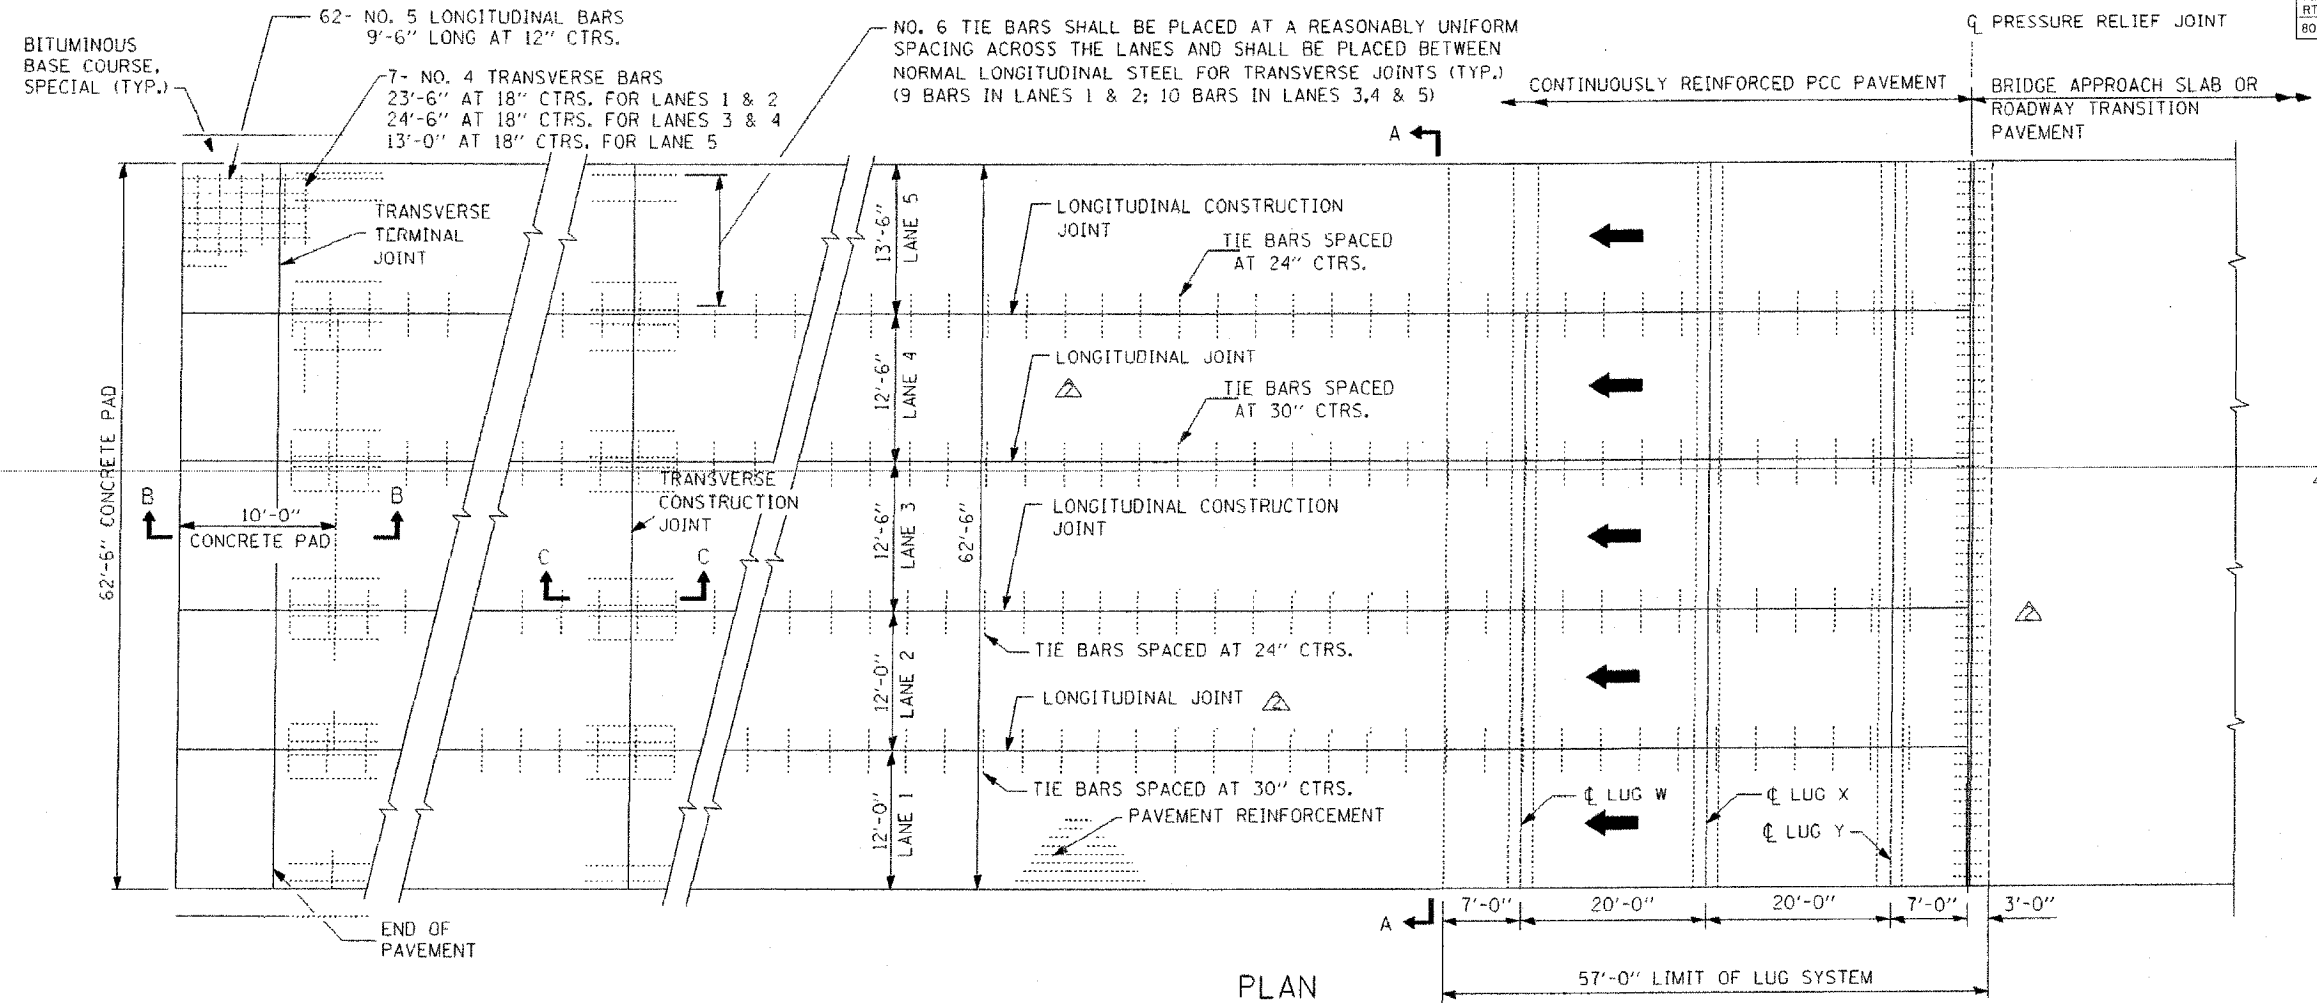 62- NO. 5 LONGITUDINAL BARS
9'-6" LONG AT 12" CTRS.
BITUMINOUS
BASE COURSE,
SPECIAL (TYP.)
7- NO. 4 TRANSVERSE BARS
23'-6" AT 18" CTRS. FOR LANES 1 & 2
24'-6" AT 18" CTRS. FOR LANES 3 & 4
13'-0" AT 18" CTRS. FOR LANE 5
NO. 6 TIE BARS SHALL BE PLACED AT A REASONABLY UNIFORM
SPACING ACROSS THE LANES AND SHALL BE PLACED BETWEEN
NORMAL LONGITUDINAL STEEL FOR TRANSVERSE JOINTS (TYP.)
(9 BARS IN LANES 1 & 2; 10 BARS IN LANES 3,4 & 5)
℄ PRESSURE RELIEF JOINT
RT
80
CONTINUOUSLY REINFORCED PCC PAVEMENT
BRIDGE APPROACH SLAB OR
ROADWAY TRANSITION
PAVEMENT
A
TRANSVERSE
TERMINAL
JOINT
13'-6"
LANE 5
LONGITUDINAL CONSTRUCTION
JOINT
TIE BARS SPACED
AT 24" CTRS.
12'-6"
LANE 4
LONGITUDINAL JOINT
2
TIE BARS SPACED
AT 30" CTRS.
62'-6" CONCRETE PAD
B
B
10'-0"
CONCRETE PAD
TRANSVERSE
CONSTRUCTION
JOINT
C
C
12'-6"
LANE 3
62'-6"
LONGITUDINAL CONSTRUCTION
JOINT
4
2
12'-0"
LANE 2
TIE BARS SPACED AT 24" CTRS.
LONGITUDINAL JOINT
2
12'-0"
LANE 1
TIE BARS SPACED AT 30" CTRS.
PAVEMENT REINFORCEMENT
℄ LUG W
℄ LUG X
℄ LUG Y
END OF
PAVEMENT
A
7'-0"
20'-0"
20'-0"
7'-0"
3'-0"
57'-0" LIMIT OF LUG SYSTEM
PLAN